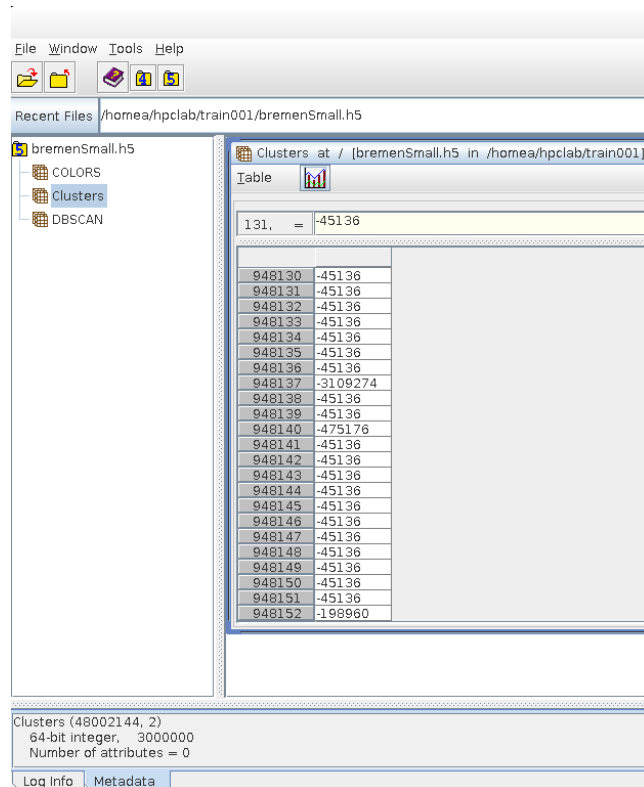 File Window Tools Help
4 5
Recent Files /homea/hpclab/train001/bremenSmall.h5
5 bremenSmall.h5
COLORS
Clusters
DBSCAN
Clusters at / [bremenSmall.h5 in /homea/hpclab/train001]
Table
131, = -45136
948130 -45136
948131 -45136
948132 -45136
948133 -45136
948134 -45136
948135 -45136
948136 -45136
948137 -3109274
948138 -45136
948139 -45136
948140 -475176
948141 -45136
948142 -45136
948143 -45136
948144 -45136
948145 -45136
948146 -45136
948147 -45136
948148 -45136
948149 -45136
948150 -45136
948151 -45136
948152 -198960
Clusters (48002144, 2)
64-bit integer, 3000000
Number of attributes = 0
Log Info Metadata